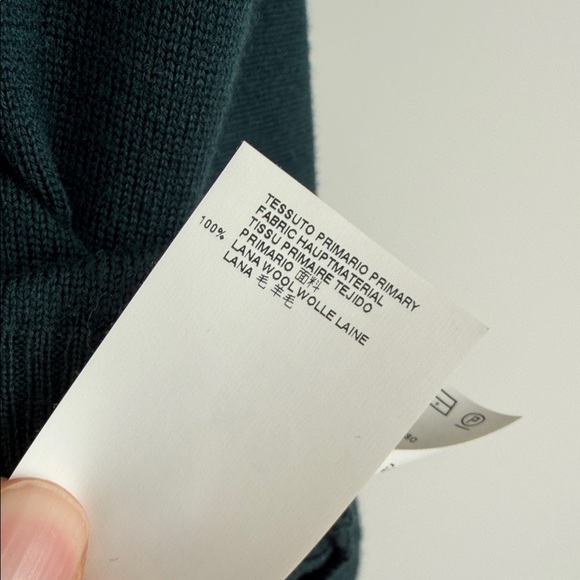 TESSUTO PRIMARIO PRIMARY
FABRIC HAUPTMATERIAL
TISSU PRIMAIRE TEJIDO
PRIMARIO 面料
100% LANA WOOL WOLLE LAINE
LANA 毛 羊毛
P